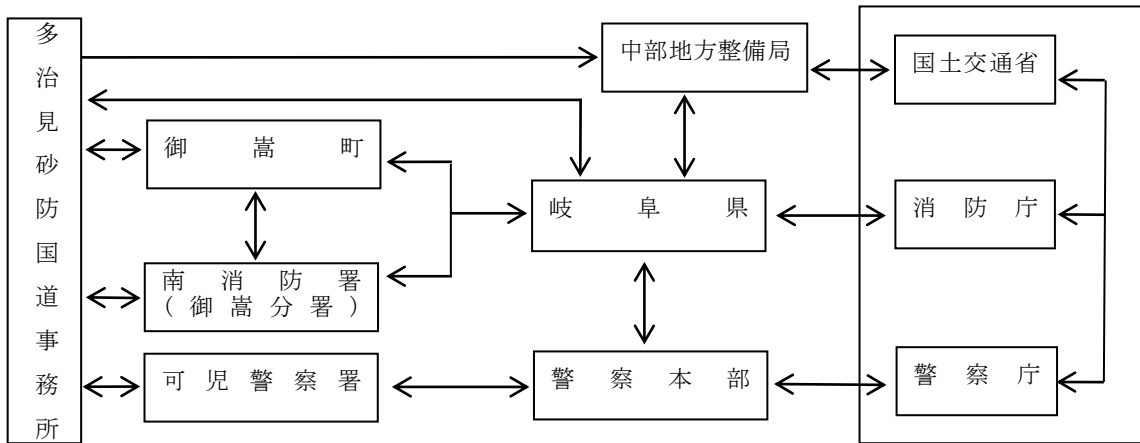 多治見砂防国道事務所
中部地方整備局
国土交通省
御嵩町
岐阜県
消防庁
南消防署
(御嵩分署)
可児警察署
警察本部
警察庁